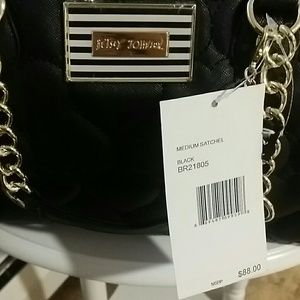 Betsey Johnson
MEDIUM SATCHEL
BLACK
BR21805
MSRP
$88.00